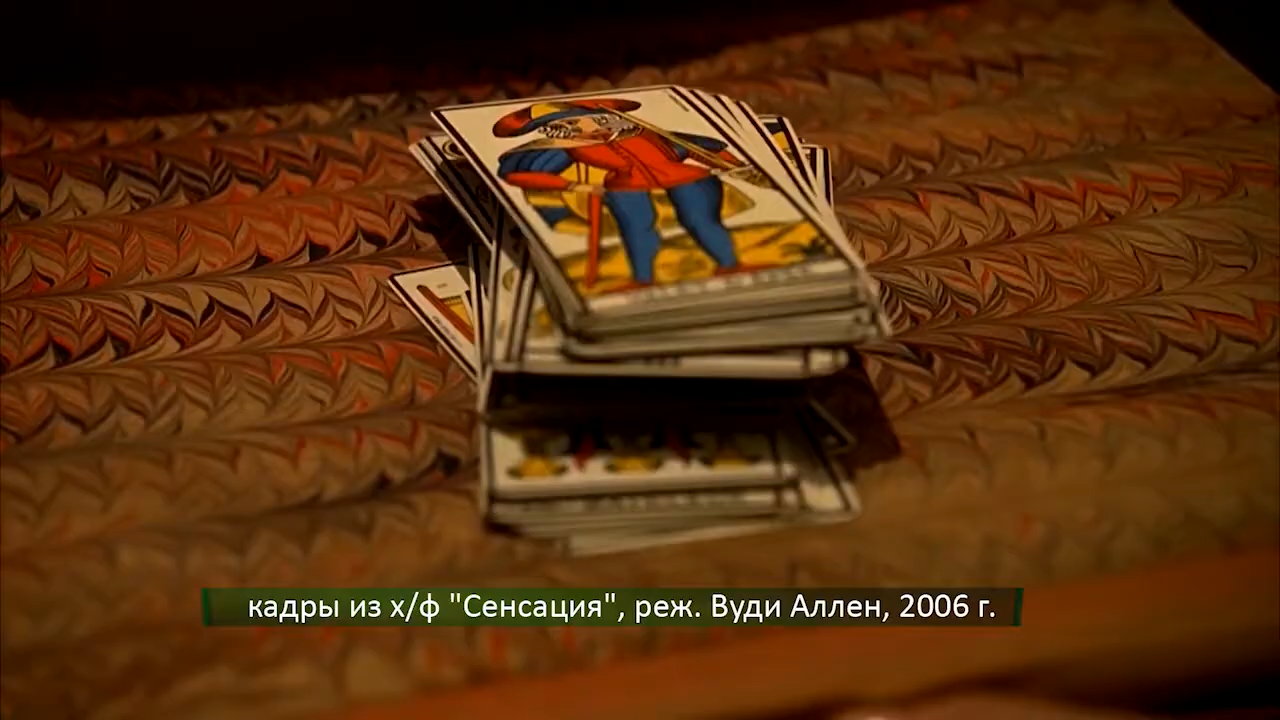 кадры из х/ф "Сенсация", реж. Вуди Аллен, 2006 г.